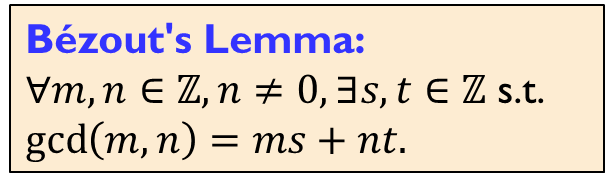 Bézout's Lemma:
∀m, n ∈ ℤ, n ≠ 0, ∃s, t ∈ ℤ s.t.
gcd(m, n) = ms + nt.